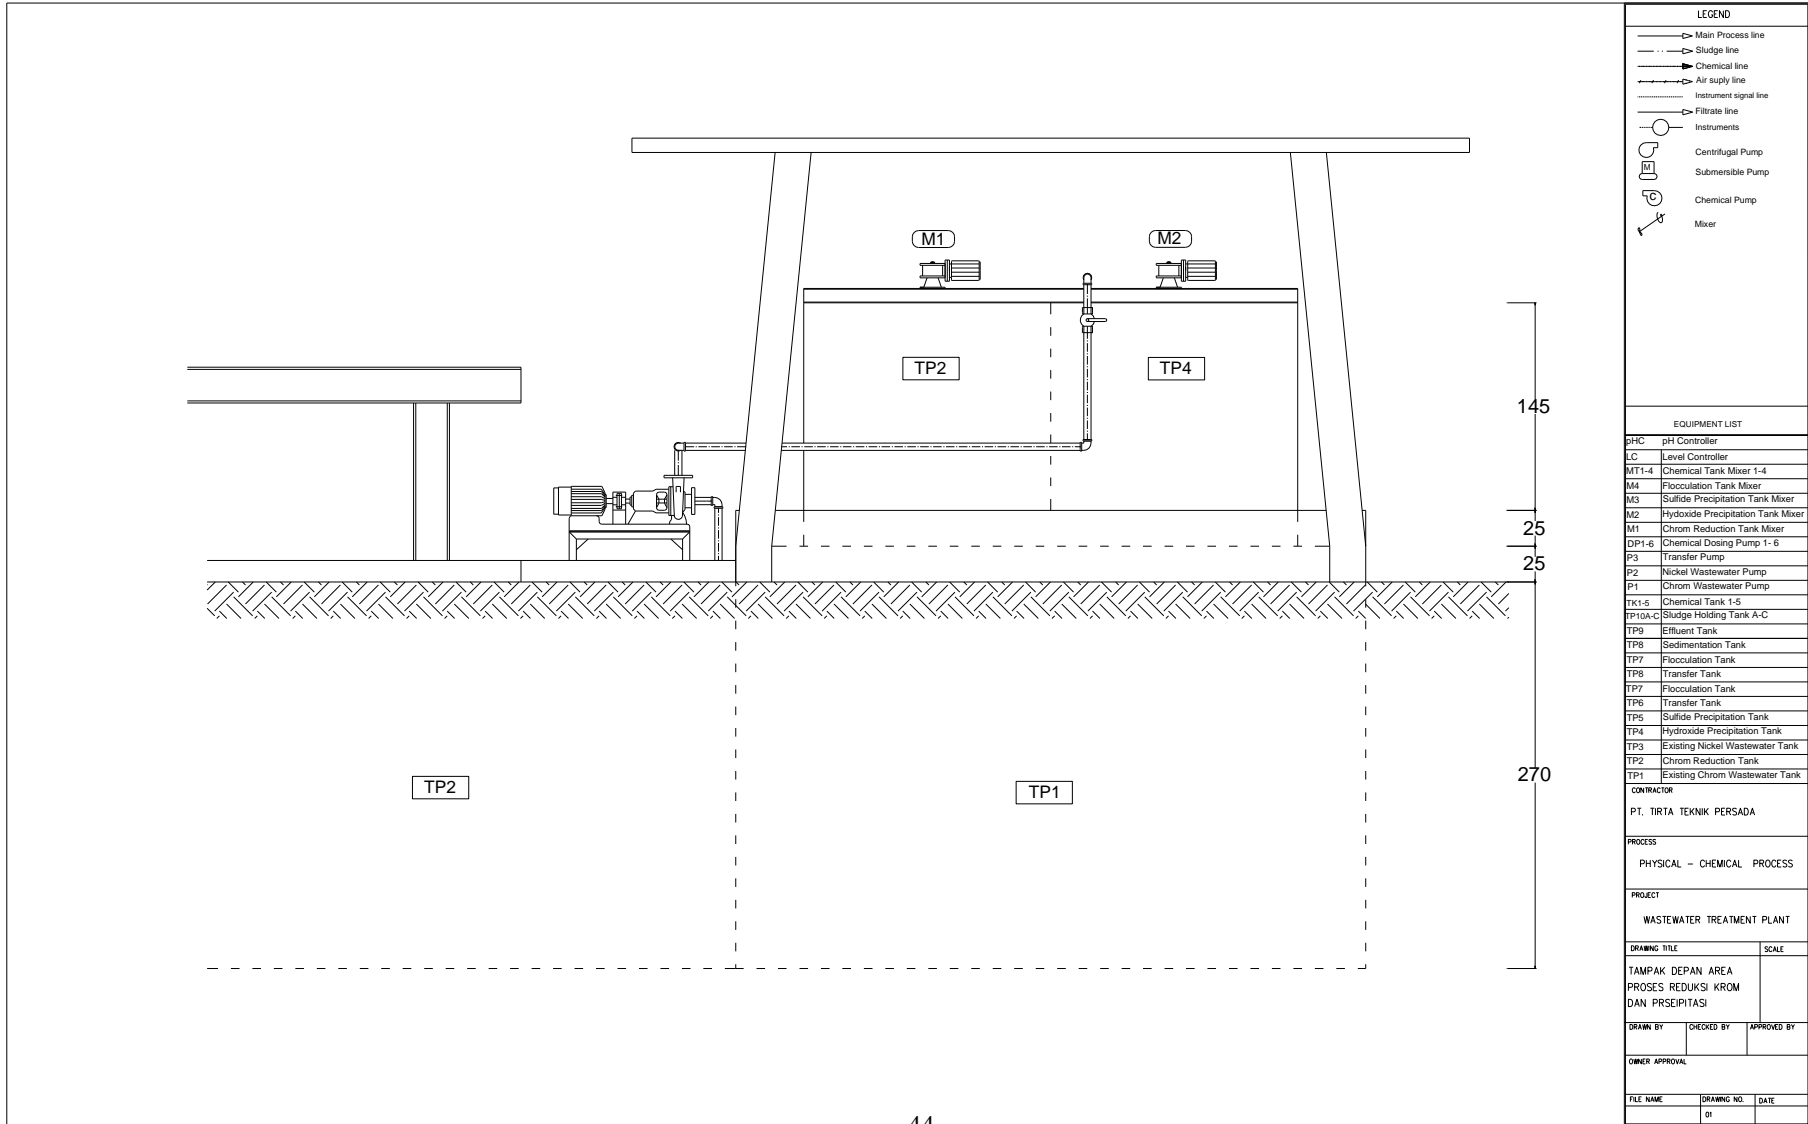 M1
M2
TP2
TP4
145
25
25
270
TP2
TP1
44
LEGEND
Main Process line
Sludge line
Chemical line
Air suply line
Instrument signal line
Filtrate line
Instruments
Centrifugal Pump
M
Submersible Pump
C
Chemical Pump
Mixer
EQUIPMENT LIST
pHC pH Controller
LC Level Controller
MT1-4 Chemical Tank Mixer 1-4
M4 Flocculation Tank Mixer
M3 Sulfide Precipitation Tank Mixer
M2 Hydoxide Precipitation Tank Mixer
M1 Chrom Reduction Tank Mixer
DP1-6 Chemical Dosing Pump 1- 6
P3 Transfer Pump
P2 Nickel Wastewater Pump
P1 Chrom Wastewater Pump
TK1-5 Chemical Tank 1-5
TP10A-C Sludge Holding Tank A-C
TP9 Effluent Tank
TP8 Sedimentation Tank
TP7 Flocculation Tank
TP8 Transfer Tank
TP7 Flocculation Tank
TP6 Transfer Tank
TP5 Sulfide Precipitation Tank
TP4 Hydroxide Precipitation Tank
TP3 Existing Nickel Wastewater Tank
TP2 Chrom Reduction Tank
TP1 Existing Chrom Wastewater Tank
CONTRACTOR
PT. TIRTA TEKNIK PERSADA
PROCESS
PHYSICAL - CHEMICAL PROCESS
PROJECT
WASTEWATER TREATMENT PLANT
DRAWING TITLE SCALE
TAMPAK DEPAN AREA
PROSES REDUKSI KROM
DAN PRSEIPITASI
DRAWN BY CHECKED BY APPROVED BY
OWNER APPROVAL
FILE NAME DRAWING NO. DATE
01